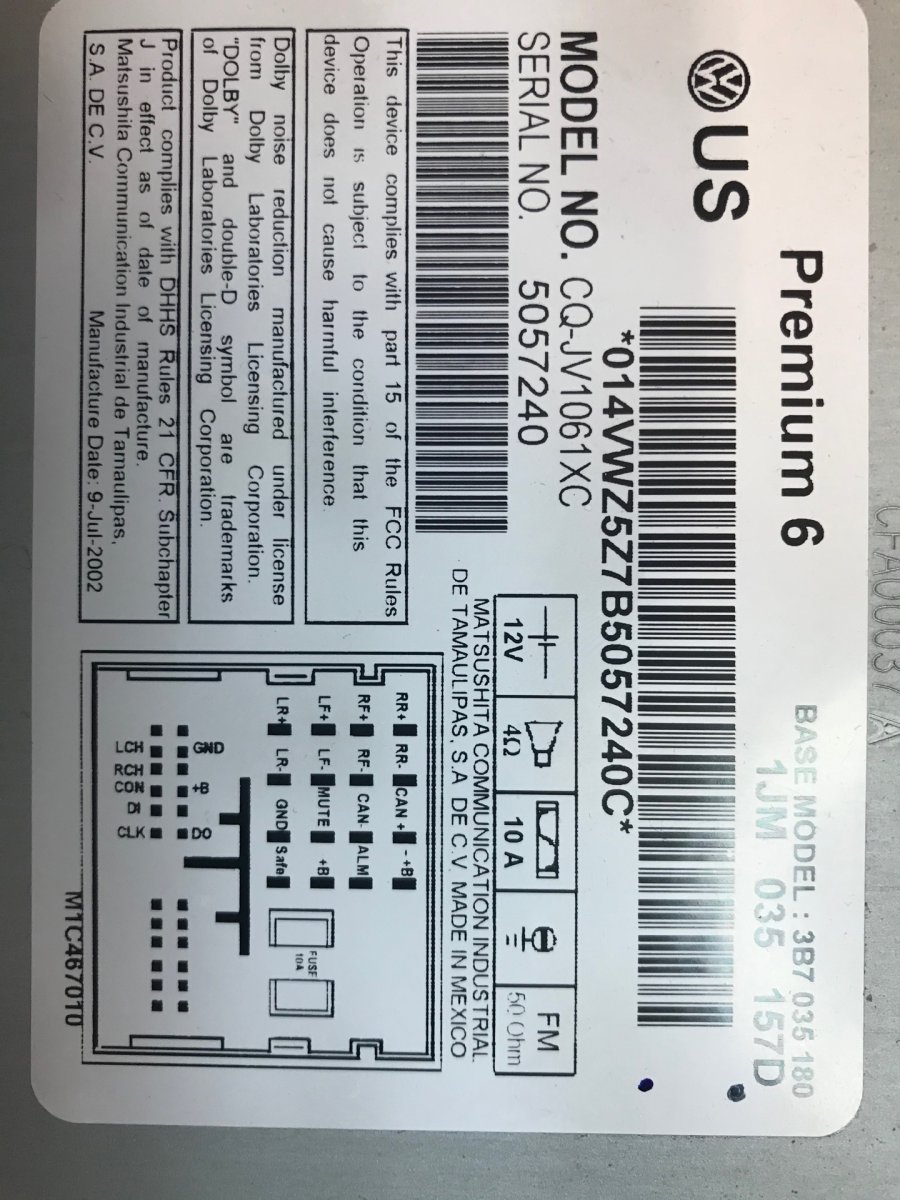 CFA0037A
Premium 6
BASE MODEL : 3B7 035 180
1JM 035 157D
US
*014VWZ5Z7B5057240C*
MODEL NO. CQ-JV1061XC
SERIAL NO. 5057240
12V
4Ω
10 A
FM
50 Ohm
MATSUSHITA COMMUNICATION INDUSTRIAL
DE TAMAULIPAS, S.A DE C.V. MADE IN MEXICO
This device complies with part 15 of the FCC Rules
Operation is subject to the condition that this
device does not cause harmful interference.
Dolby noise reduction manufactured under license
from Dolby Laboratories Licensing Corporation.
"DOLBY" and double-D symbol are trademarks
of Dolby Laboratories Licensing Corporation.
Product complies with DHHS Rules 21 CFR. Subchapter
J in effect as of date of manufacture.
Matsushita Communication Industrial de Tamaulipas,
S.A. DE C.V. Manufacture Date: 9-Jul-2002
RR+ RR- CAN + - +B
RF+ RF- CAN- ALM
LF+ LF- MUTE +B
LR+ LR- GND Safe
FUSE
10A
GND +B DO
LCH
RCH
CLK
M1C467010